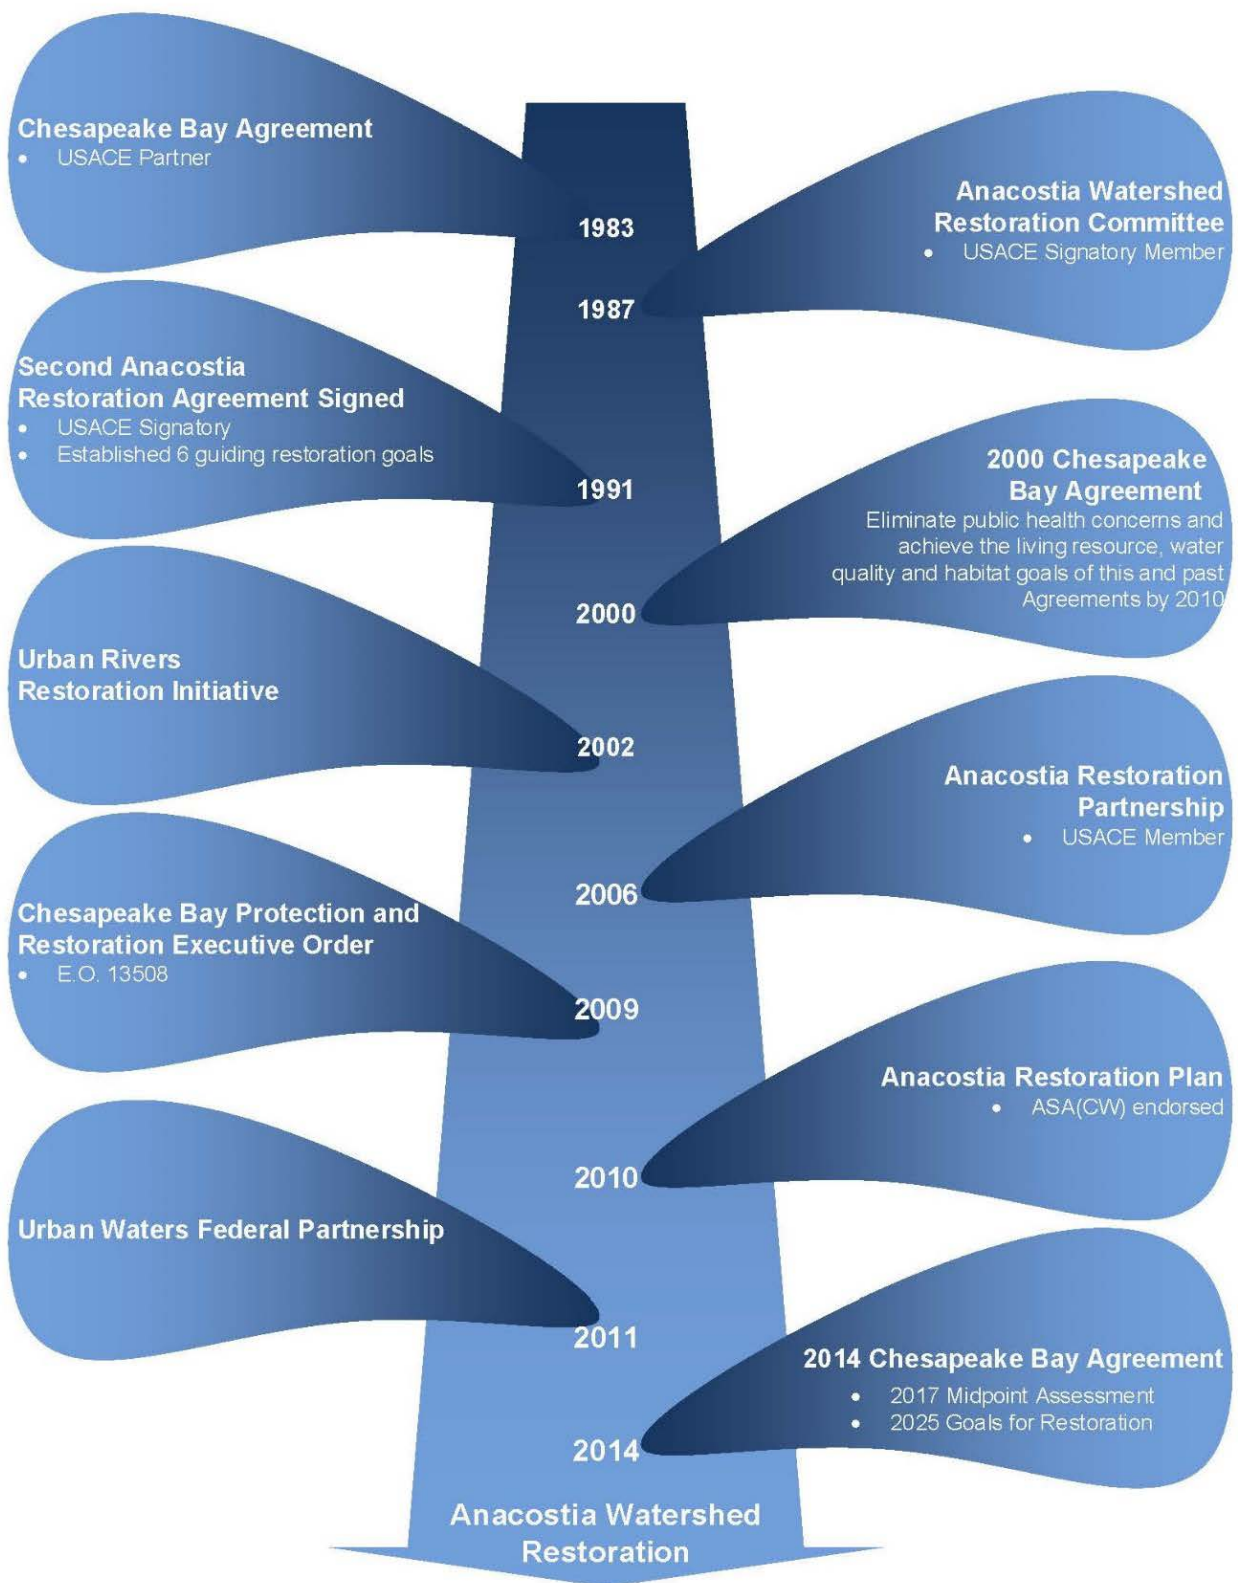 Chesapeake Bay Agreement
• USACE Partner
1983
Anacostia Watershed
Restoration Committee
• USACE Signatory Member
1987
Second Anacostia
Restoration Agreement Signed
• USACE Signatory
• Established 6 guiding restoration goals
1991
2000 Chesapeake
Bay Agreement
Eliminate public health concerns and
achieve the living resource, water
quality and habitat goals of this and past
Agreements by 2010
2000
Urban Rivers
Restoration Initiative
2002
Anacostia Restoration
Partnership
• USACE Member
2006
Chesapeake Bay Protection and
Restoration Executive Order
• E.O. 13508
2009
Anacostia Restoration Plan
• ASA(CW) endorsed
2010
Urban Waters Federal Partnership
2011
2014 Chesapeake Bay Agreement
• 2017 Midpoint Assessment
• 2025 Goals for Restoration
2014
Anacostia Watershed
Restoration